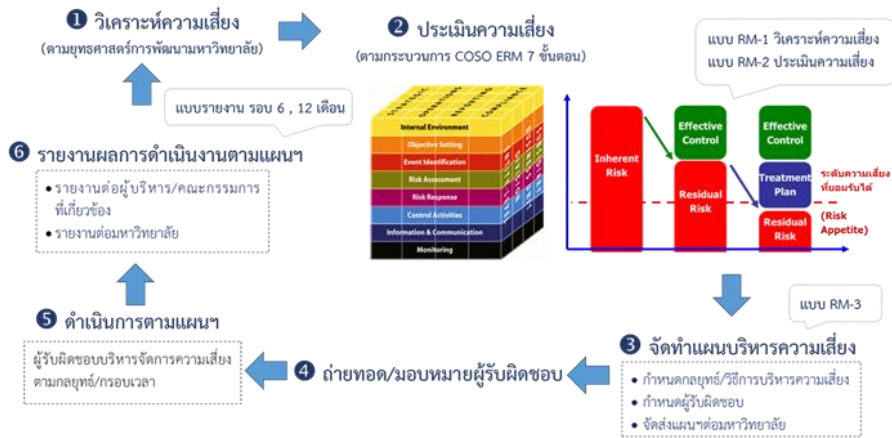 ❶ วิเคราะห์ความเสี่ยง
(ตามยุทธศาสตร์การพัฒนามหาวิทยาลัย)
❷ ประเมินความเสี่ยง
(ตามกระบวนการ COSO ERM 7 ขั้นตอน)
แบบ RM-1 วิเคราะห์ความเสี่ยง
แบบ RM-2 ประเมินความเสี่ยง
STRATEGIC
OPERATIONS
REPORTING
COMPLIANCE
Internal Environment
Objective Setting
Event Identification
Risk Assessment
Risk Response
Control Activities
Information & Communication
Monitoring
Inherent
Risk
Effective
Control
Residual
Risk
Effective
Control
Treatment
Plan
Residual
Risk
ระดับความเสี่ยง
ที่ยอมรับได้
(Risk
Appetite)
แบบ RM-3
❸ จัดทำแผนบริหารความเสี่ยง
• กำหนดกลยุทธ์/วิธีการบริหารความเสี่ยง
• กำหนดผู้รับผิดชอบ
• จัดส่งแผนฯต่อมหาวิทยาลัย
❹ ถ่ายทอด/มอบหมายผู้รับผิดชอบ
❺ ดำเนินการตามแผนฯ
ผู้รับผิดชอบบริหารจัดการความเสี่ยง
ตามกลยุทธ์/กรอบเวลา
❻ รายงานผลการดำเนินงานตามแผนฯ
• รายงานต่อผู้บริหาร/คณะกรรมการ
ที่เกี่ยวข้อง
• รายงานต่อมหาวิทยาลัย
แบบรายงาน รอบ 6 , 12 เดือน